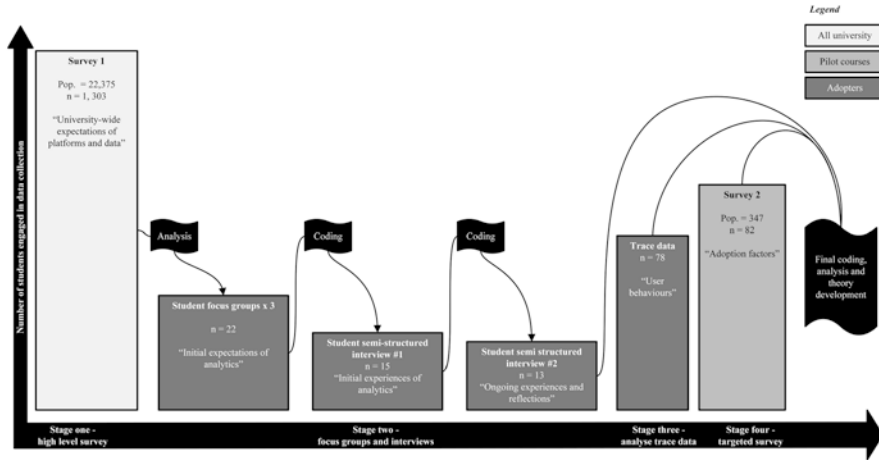 Legend
All university
Pilot courses
Adopters
Number of students engaged in data collection
Survey 1
Pop. = 22,375
n = 1, 303
“University-wide
expectations of
platforms and data”
Analysis
Student focus groups x 3
n = 22
“Initial expectations of
analytics”
Coding
Student semi-structured
interview #1
n = 15
“Initial experiences of
analytics”
Coding
Student semi structured
interview #2
n = 13
“Ongoing experiences and
reflections”
Trace data
n = 78
“User
behaviours”
Survey 2
Pop. = 347
n = 82
“Adoption factors”
Final coding,
analysis and
theory
development
Stage one -
high level survey
Stage two -
focus groups and interviews
Stage three -
analyse trace data
Stage four -
targeted survey